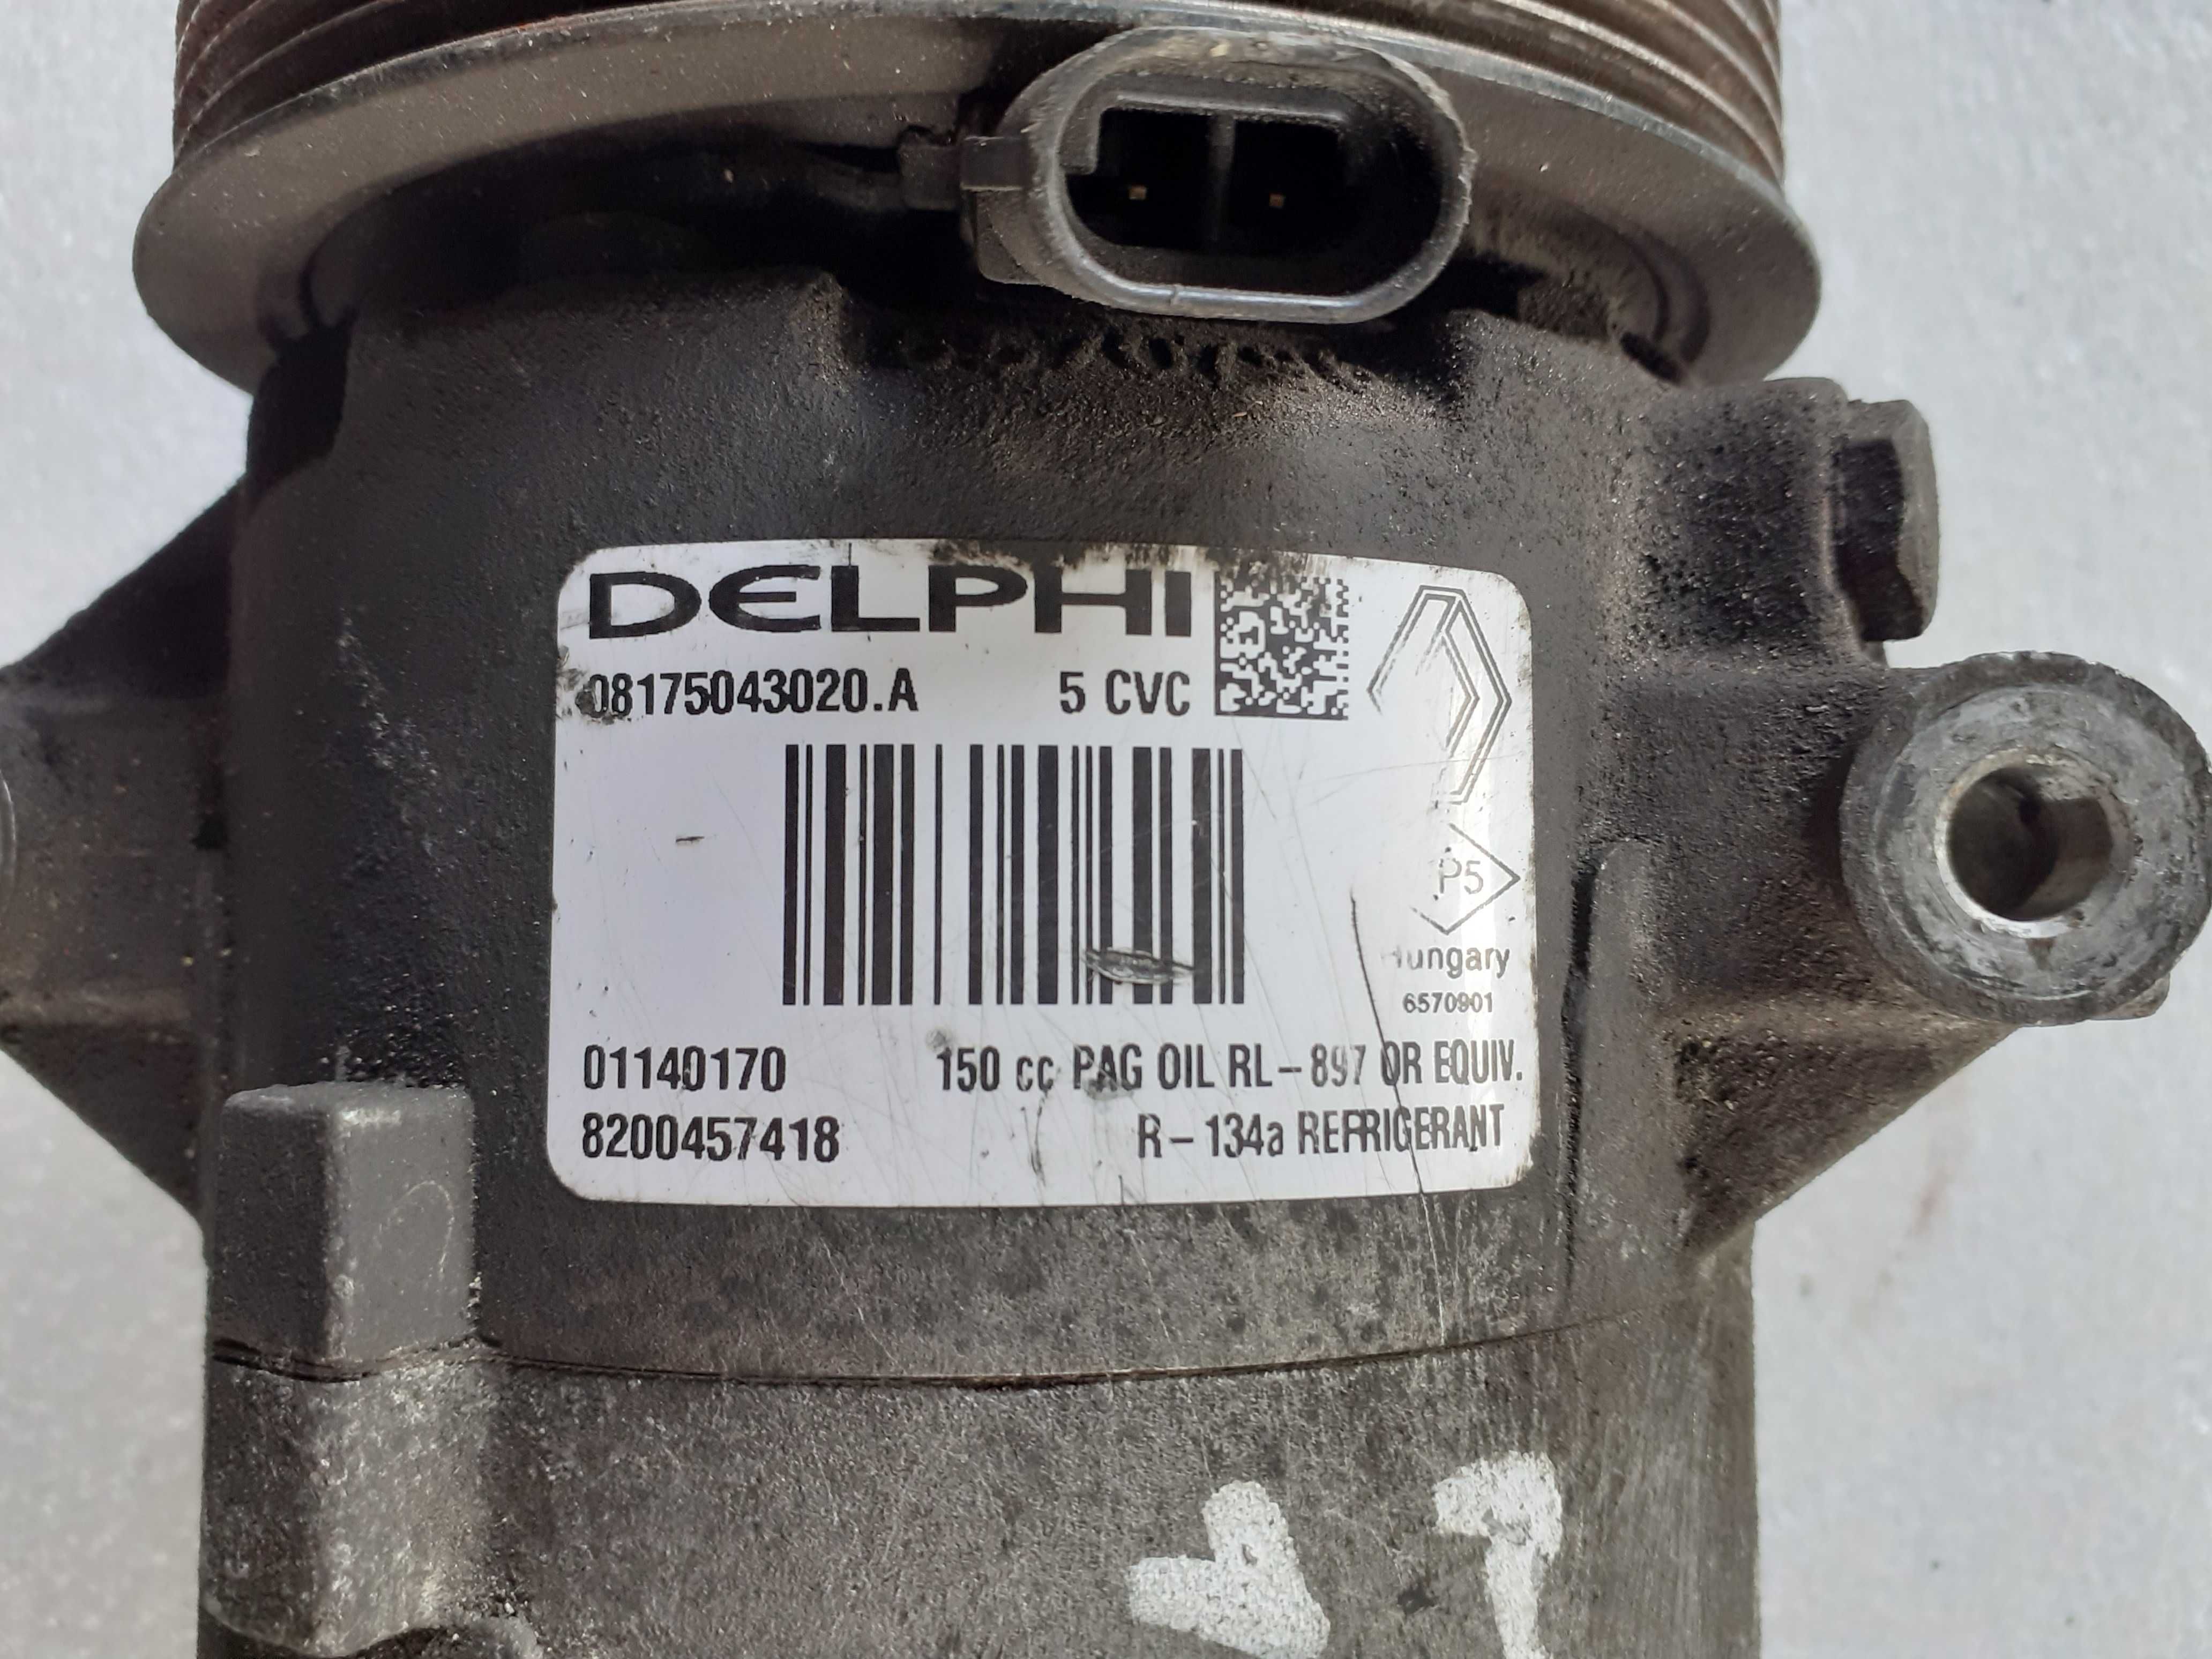 DELPHI
08175043020.A 5 CVC
P5
Hungary
6570901
01140170 150 cc PAG OIL RL-897 OR EQUIV.
8200457418 R-134a REFRIGERANT